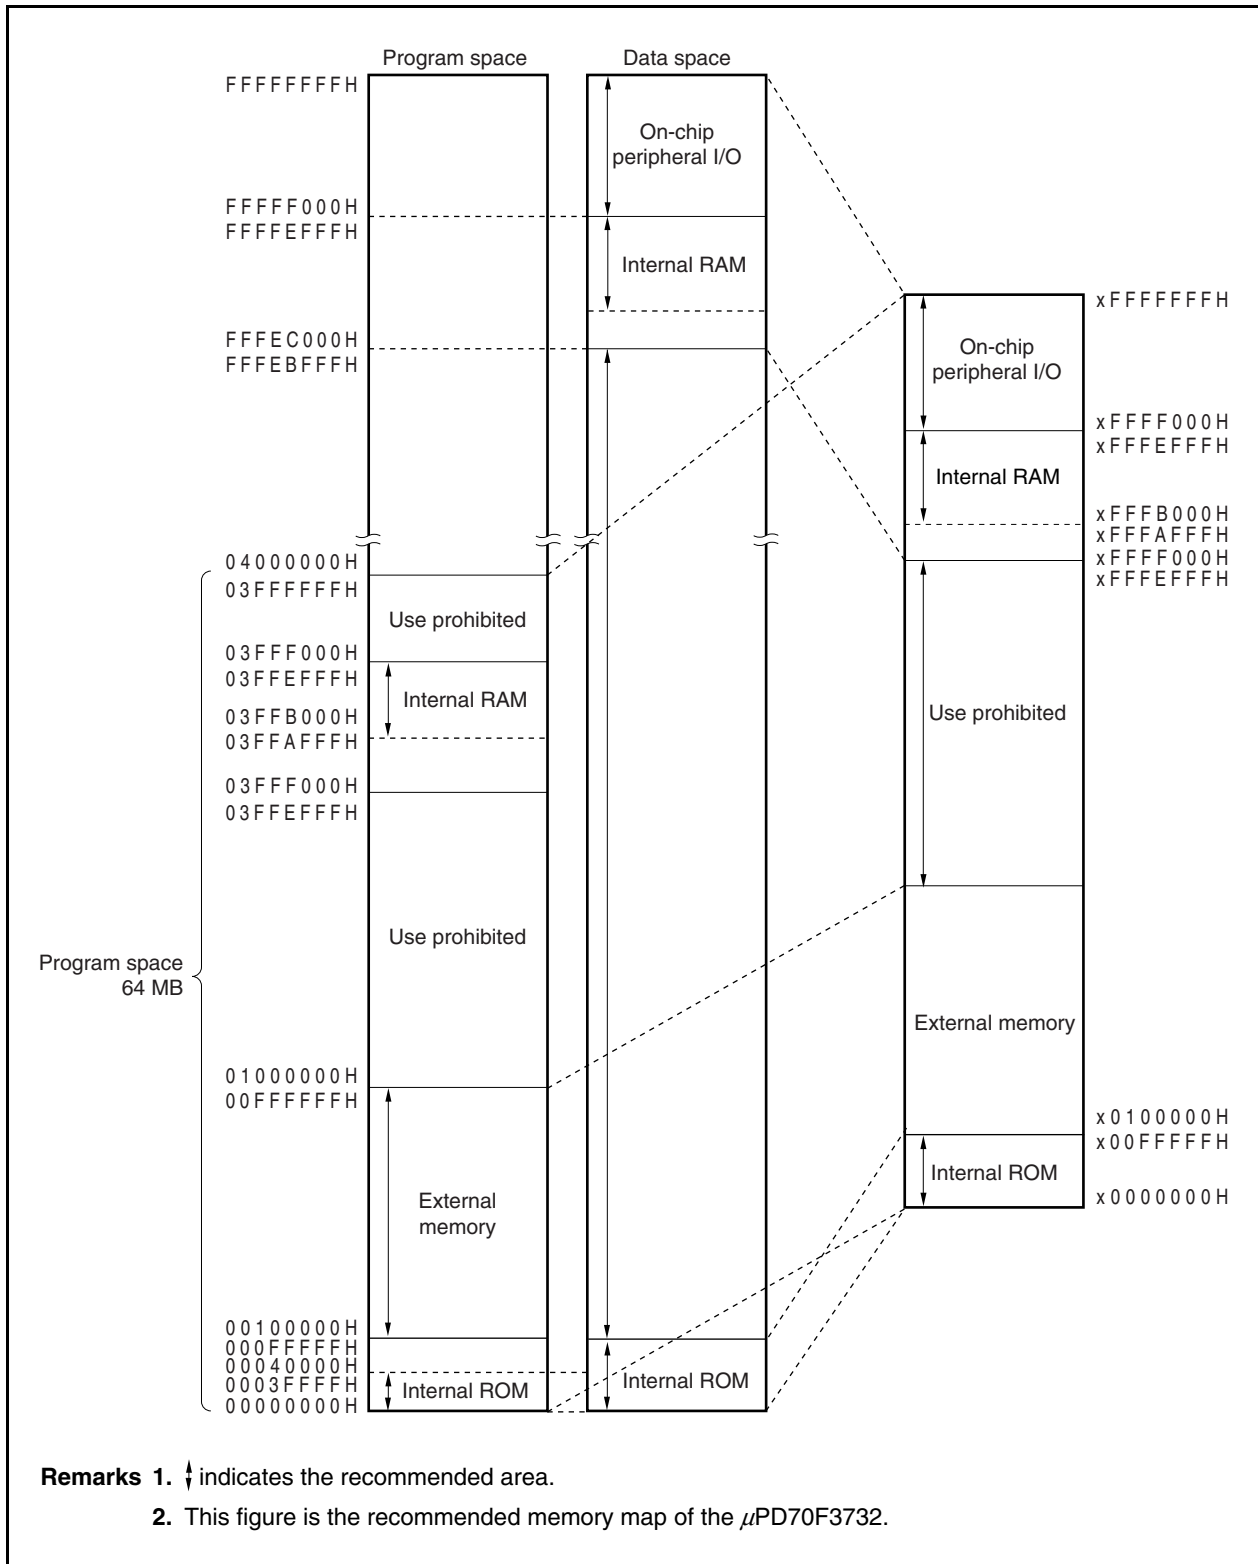 Program space
Data space
FFFFFFFFH
On-chip
peripheral I/O
FFFFF000H
FFFFEFFFH
Internal RAM
FFFEC000H
FFFEBFFFH
xFFFFFFFH
On-chip
peripheral I/O
xFFFF000H
xFFFEFFFH
Internal RAM
xFFFB000H
xFFFAFFFH
xFFFF000H
xFFFEFFFH
04000000H
03FFFFFFH
Use prohibited
03FFF000H
03FFEFFFH
Internal RAM
03FFB000H
03FFAFFFH
03FFF000H
03FFEFFFH
Use prohibited
Use prohibited
Program space
64 MB
External memory
01000000H
00FFFFFFH
x0100000H
x00FFFFFH
Internal ROM
x0000000H
External
memory
00100000H
000FFFFFH
00040000H
0003FFFFH
00000000H
Internal ROM
Internal ROM
Remarks 1. indicates the recommended area.
2. This figure is the recommended memory map of the μPD70F3732.